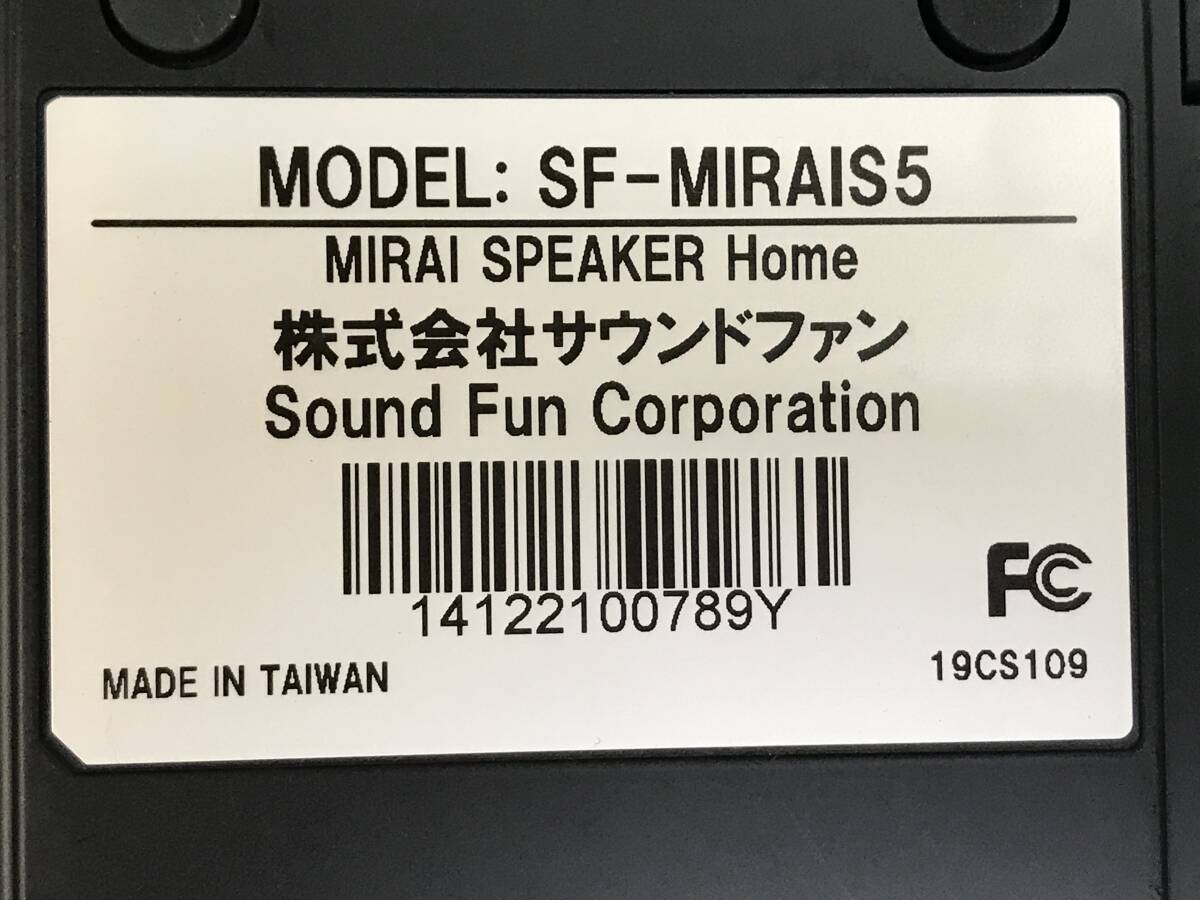 MODEL: SF-MIRAIS5
MIRAI SPEAKER Home
株式会社サウンドファン
Sound Fun Corporation
14122100789Y
FC
MADE IN TAIWAN
19CS109